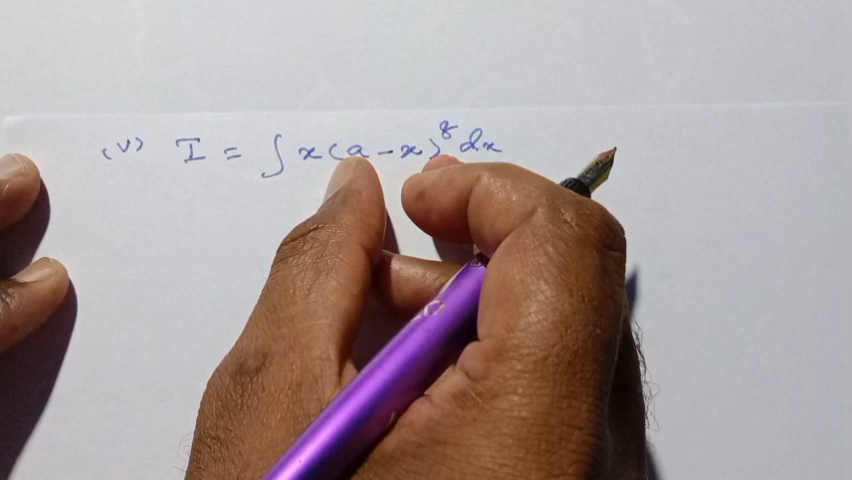 (v) I = ∫ x(a-x)⁸ dx